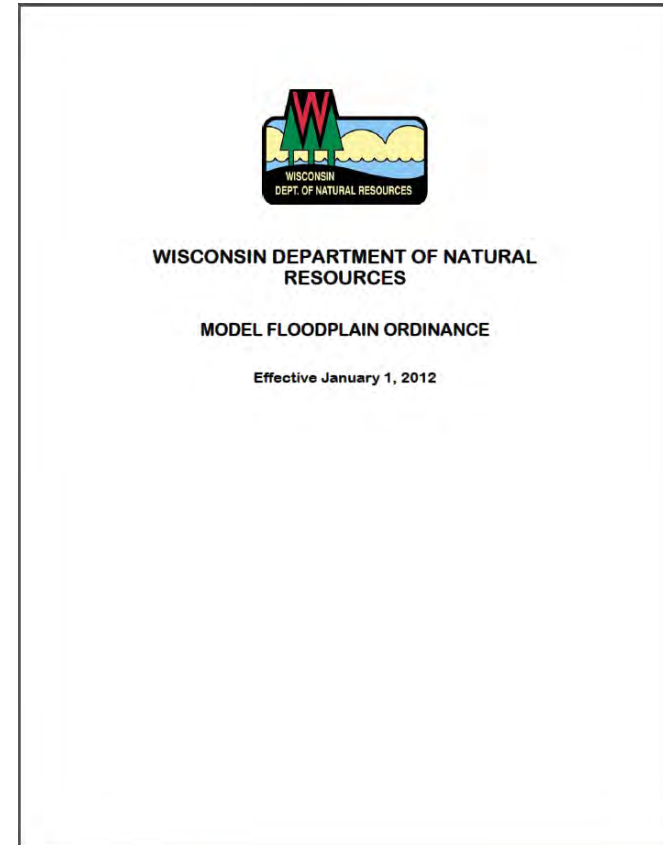 W
WISCONSIN
DEPT. OF NATURAL RESOURCES
WISCONSIN DEPARTMENT OF NATURAL
RESOURCES
MODEL FLOODPLAIN ORDINANCE
Effective January 1, 2012